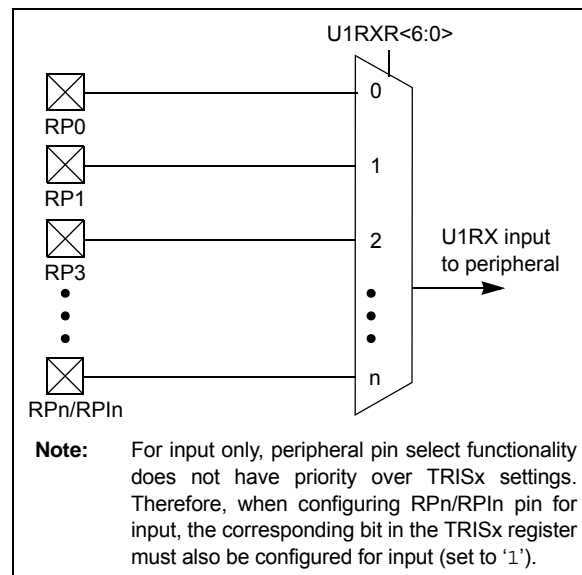 U1RXR<6:0>
RP0
0
RP1
1
RP3
2
U1RX input
to peripheral
RPn/RPIn
n
Note: For input only, peripheral pin select functionality
does not have priority over TRISx settings.
Therefore, when configuring RPn/RPIn pin for
input, the corresponding bit in the TRISx register
must also be configured for input (set to ‘1’).